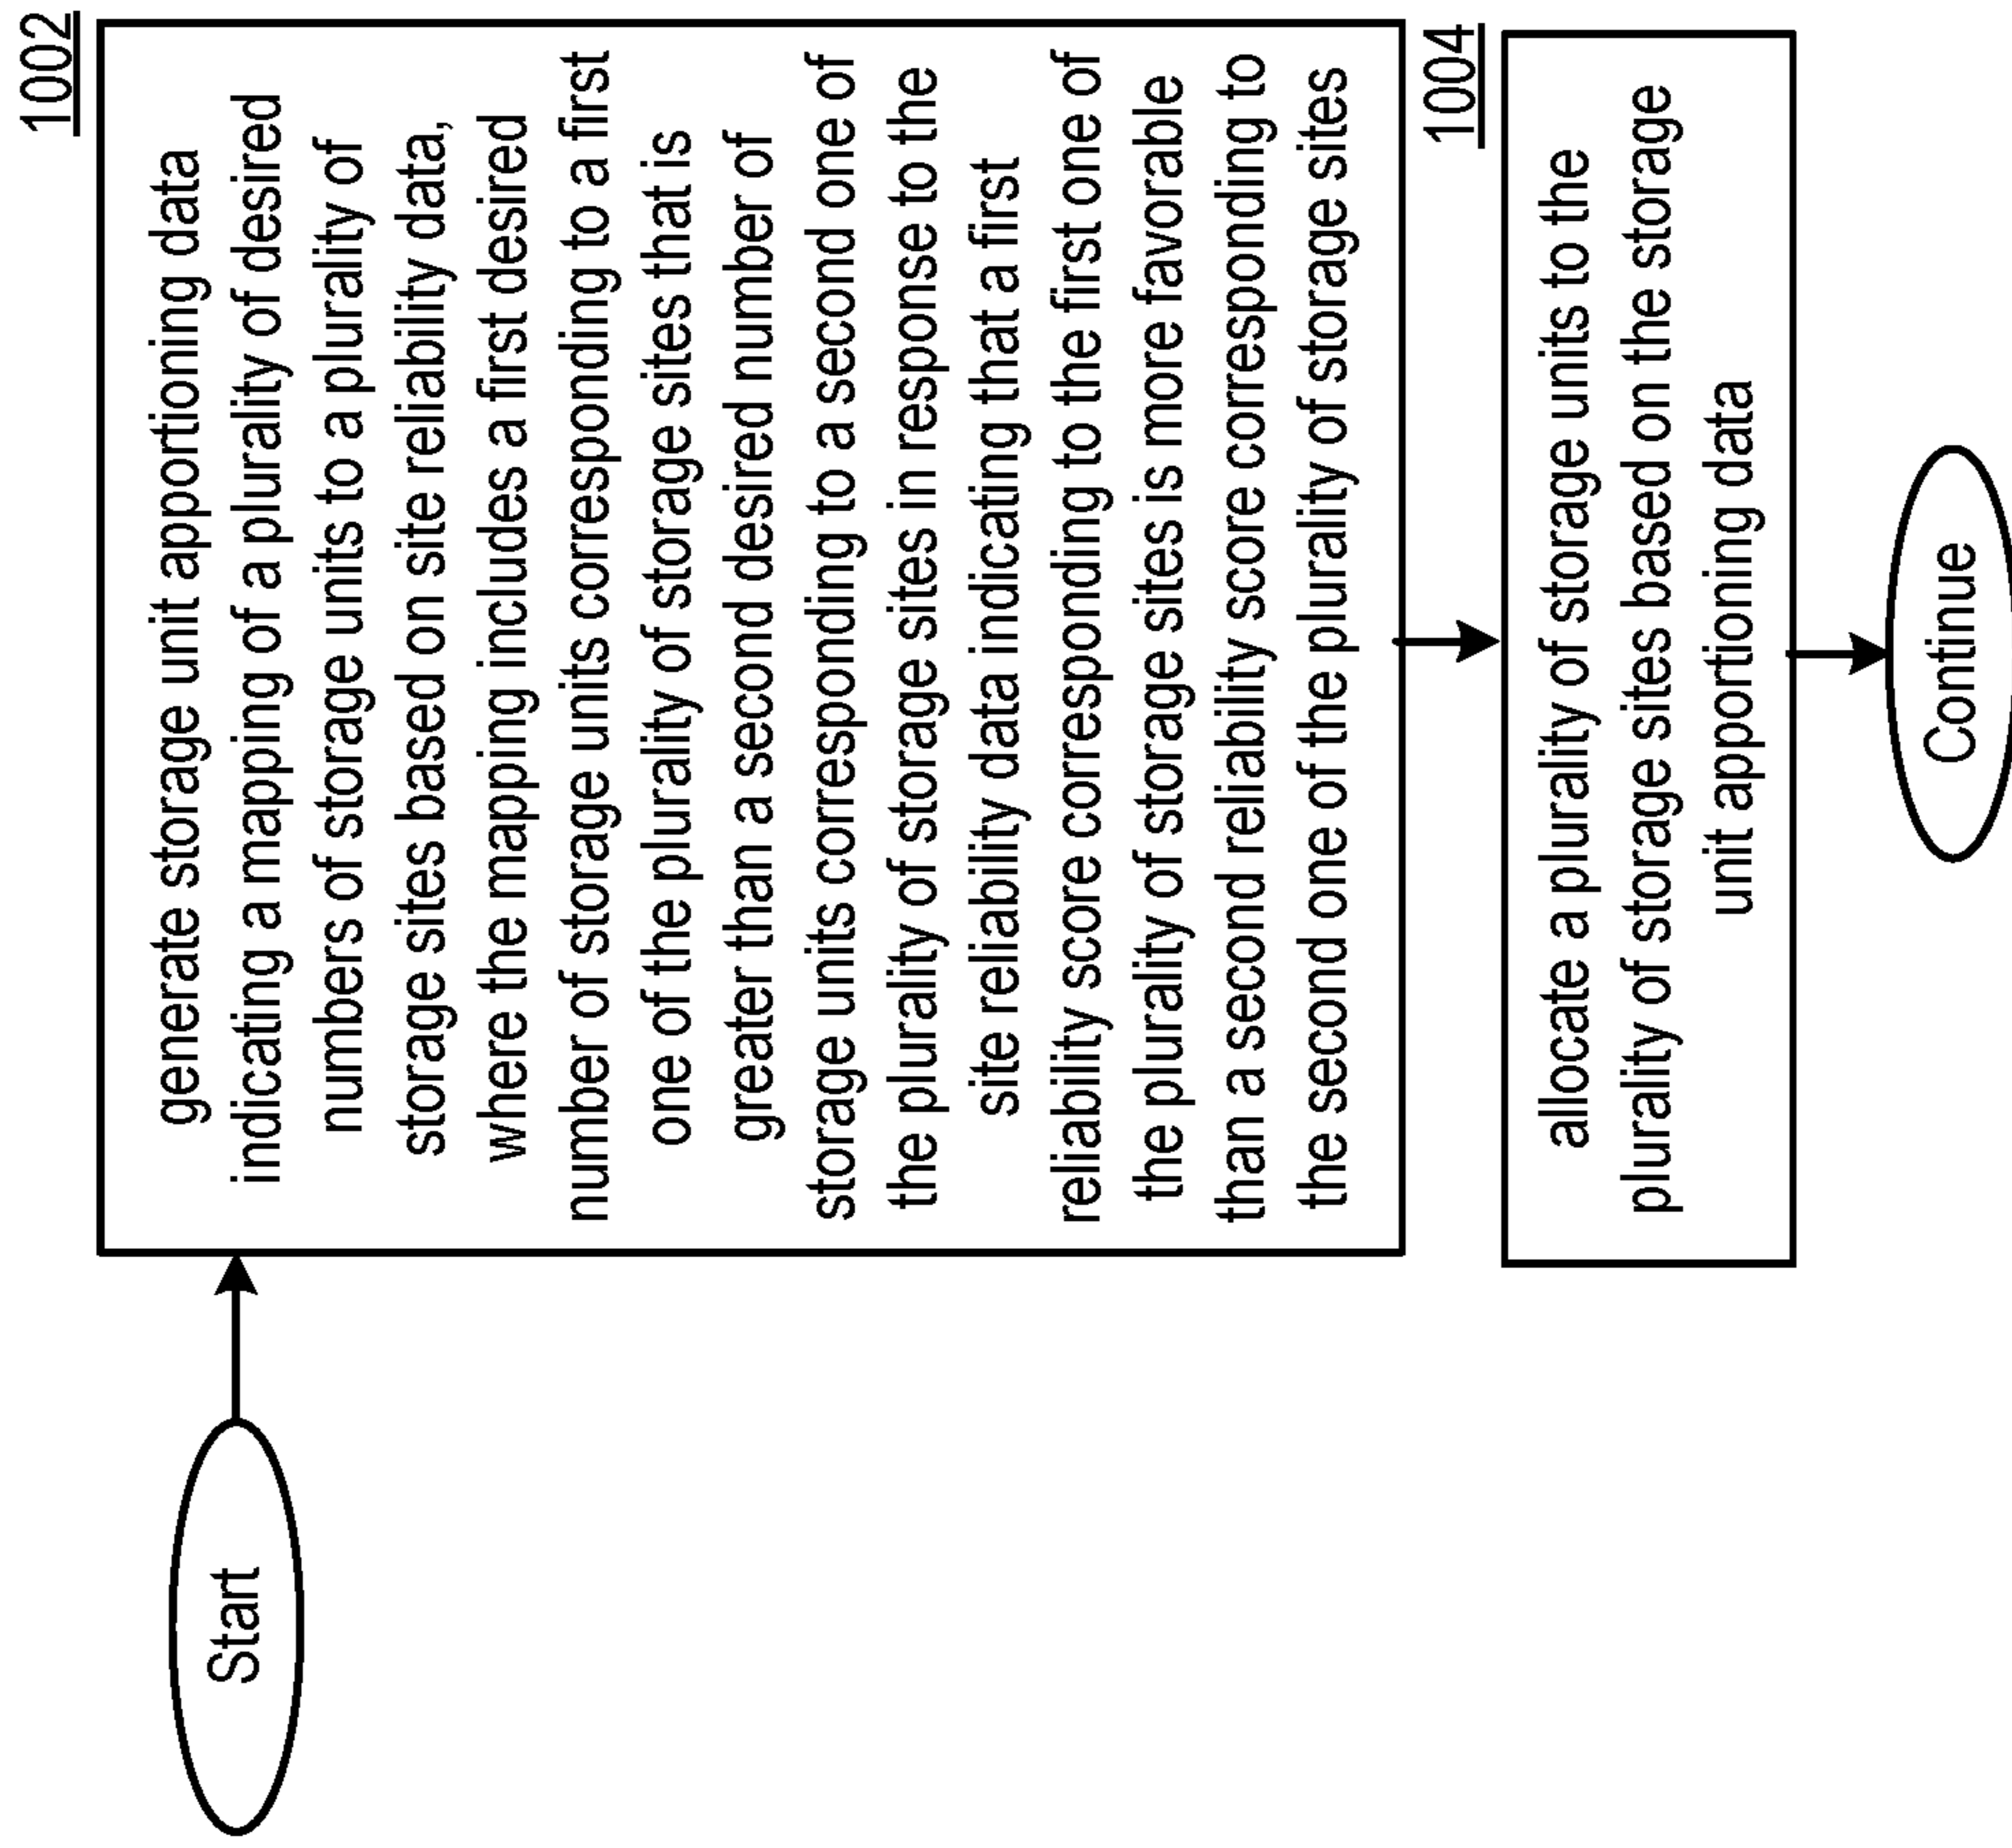 Start
1002
generate storage unit apportioning data
indicating a mapping of a plurality of desired
numbers of storage units to a plurality of
storage sites based on site reliability data,
where the mapping includes a first desired
number of storage units corresponding to a first
one of the plurality of storage sites that is
greater than a second desired number of
storage units corresponding to a second one of
the plurality of storage sites in response to the
site reliability data indicating that a first
reliability score corresponding to the first one of
the plurality of storage sites is more favorable
than a second reliability score corresponding to
the second one of the plurality of storage sites
1004
allocate a plurality of storage units to the
plurality of storage sites based on the storage
unit apportioning data
Continue